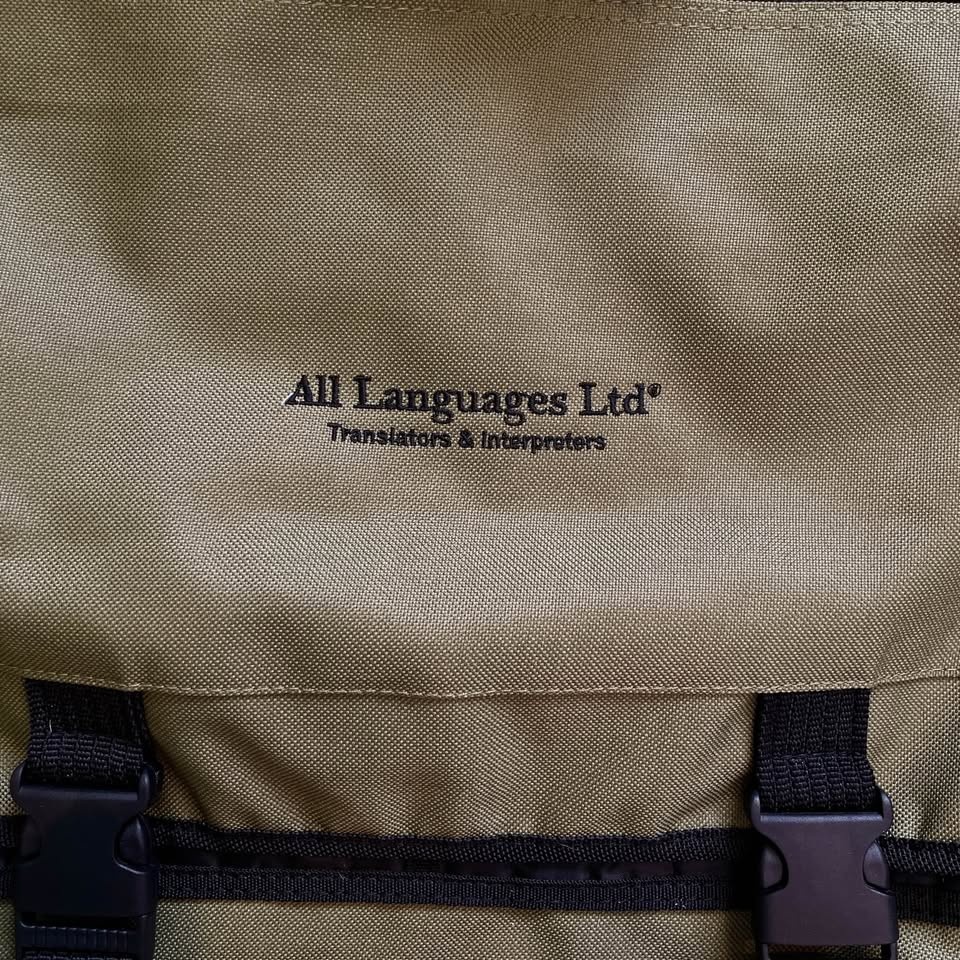 All Languages Ltd®
Translators & Interpreters